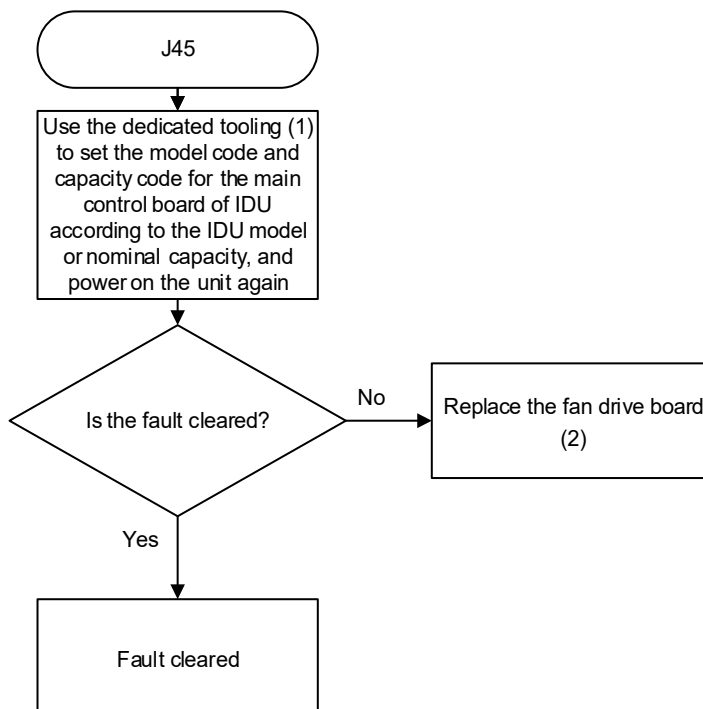 J45
Use the dedicated tooling (1)
to set the model code and
capacity code for the main
control board of IDU
according to the IDU model
or nominal capacity, and
power on the unit again
Is the fault cleared?
No
Replace the fan drive board
(2)
Yes
Fault cleared